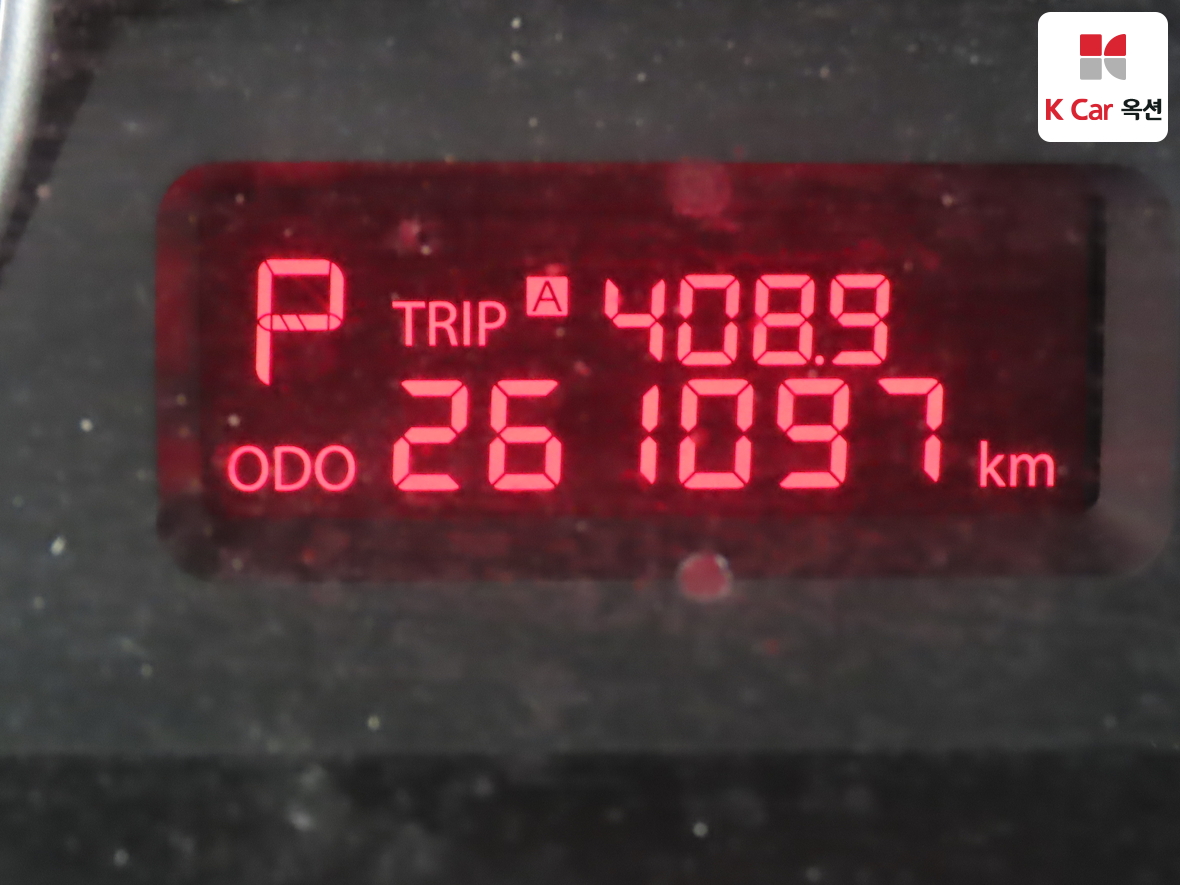 K Car 옥션
P TRIP A 408.9
ODO 261097 km